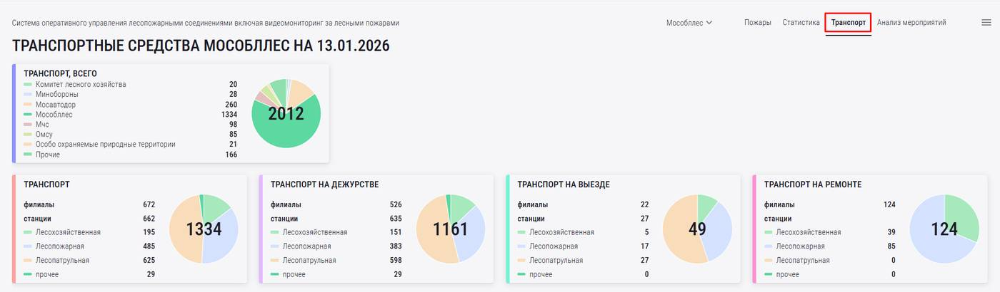 Система оперативного управления лесопожарными соединениями включая видеомониторинг за лесными пожарами
Мособллес Пожары Статистика Транспорт Анализ мероприятий
ТРАНСПОРТНЫЕ СРЕДСТВА МОСОБЛЛЕС НА 13.01.2026
ТРАНСПОРТ, ВСЕГО
Комитет лесного хозяйства 20
Минобороны 28
Мосавтодор 260
Мособллес 1334
Мчс 98
Омсу 85
Особо охраняемые природные территории 21
Прочие 166
2012
ТРАНСПОРТ
филиалы 672
станции 662
Лесохозяйственная 195
Лесопожарная 485
Лесопатрульная 625
прочее 29
1334
ТРАНСПОРТ НА ДЕЖУРСТВЕ
филиалы 526
станции 635
Лесохозяйственная 151
Лесопожарная 383
Лесопатрульная 598
прочее 29
1161
ТРАНСПОРТ НА ВЫЕЗДЕ
филиалы 22
станции 27
Лесохозяйственная 5
Лесопожарная 17
Лесопатрульная 27
прочее 0
49
ТРАНСПОРТ НА РЕМОНТЕ
филиалы 124
станции
Лесохозяйственная 39
Лесопожарная 85
Лесопатрульная 0
прочее 0
124